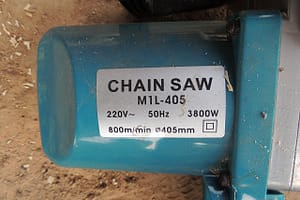 CHAIN SAW
M1L-405
220V~ 50Hz 3800W
800m/min ø405mm